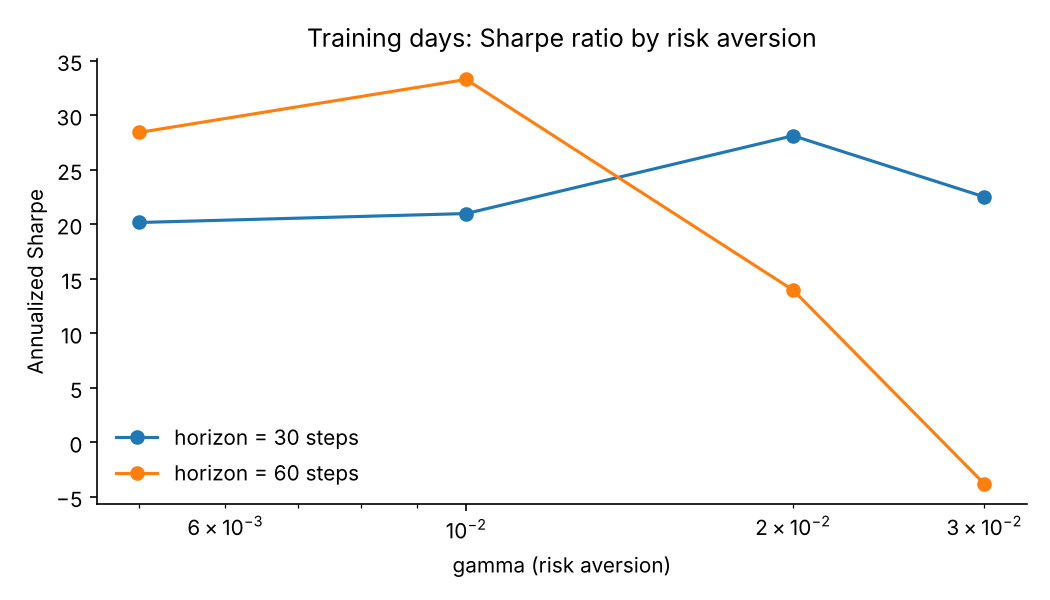 Training days: Sharpe ratio by risk aversion
Annualized Sharpe
35
30
25
20
15
10
5
0
−5
horizon = 30 steps
horizon = 60 steps
6 × 10⁻³
10⁻²
2 × 10⁻²
3 × 10⁻²
gamma (risk aversion)